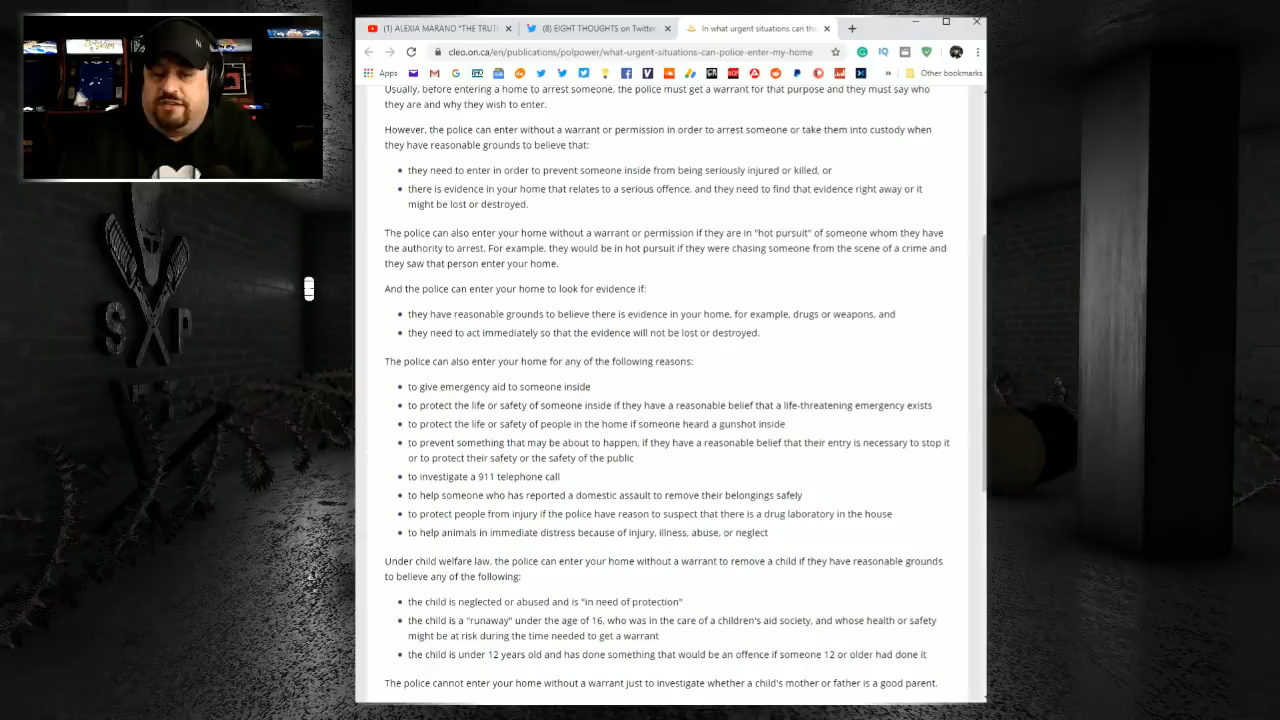 (1) ALEXIA MARANO "THE TRUT
(8) EIGHT THOUGHTS on Twitter
In what urgent situations can the
cleo.on.ca/en/publications/polpower/what-urgent-situations-can-police-enter-my-home
Apps
Other bookmarks
Usually, before entering a home to arrest someone, the police must get a warrant for that purpose and they must say who
they are and why they wish to enter.
However, the police can enter without a warrant or permission in order to arrest someone or take them into custody when
they have reasonable grounds to believe that:
they need to enter in order to prevent someone inside from being seriously injured or killed, or
there is evidence in your home that relates to a serious offence, and they need to find that evidence right away or it
might be lost or destroyed.
The police can also enter your home without a warrant or permission if they are in "hot pursuit" of someone whom they have
the authority to arrest. For example, they would be in hot pursuit if they were chasing someone from the scene of a crime and
they saw that person enter your home.
And the police can enter your home to look for evidence if:
they have reasonable grounds to believe there is evidence in your home, for example, drugs or weapons, and
they need to act immediately so that the evidence will not be lost or destroyed.
The police can also enter your home for any of the following reasons:
to give emergency aid to someone inside
to protect the life or safety of someone inside if they have a reasonable belief that a life-threatening emergency exists
to protect the life or safety of people in the home if someone heard a gunshot inside
to prevent something that may be about to happen, if they have a reasonable belief that their entry is necessary to stop it
or to protect their safety or the safety of the public
to investigate a 911 telephone call
to help someone who has reported a domestic assault to remove their belongings safely
to protect people from injury if the police have reason to suspect that there is a drug laboratory in the house
to help animals in immediate distress because of injury, illness, abuse, or neglect
Under child welfare law, the police can enter your home without a warrant to remove a child if they have reasonable grounds
to believe any of the following:
the child is neglected or abused and is "in need of protection"
the child is a "runaway" under the age of 16, who was in the care of a children's aid society, and whose health or safety
might be at risk during the time needed to get a warrant
the child is under 12 years old and has done something that would be an offence if someone 12 or older had done it
The police cannot enter your home without a warrant just to investigate whether a child's mother or father is a good parent.
S P